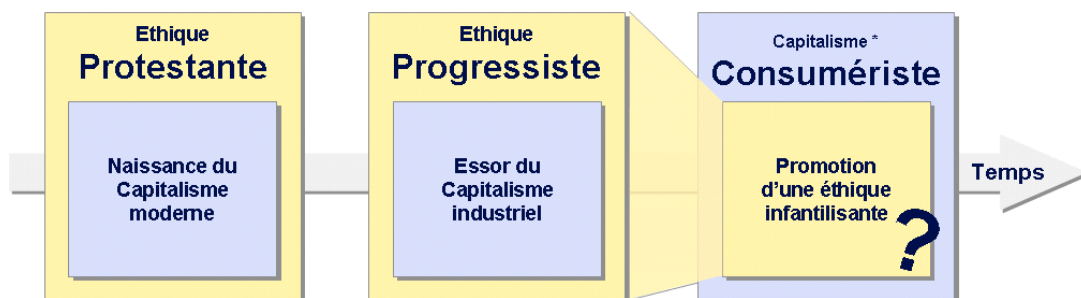 Ethique
Protestante
Naissance du
Capitalisme
moderne
Ethique
Progressiste
Essor du
Capitalisme
industriel
Capitalisme *
Consumériste
Promotion
d'une éthique
infantilisante
?
Temps